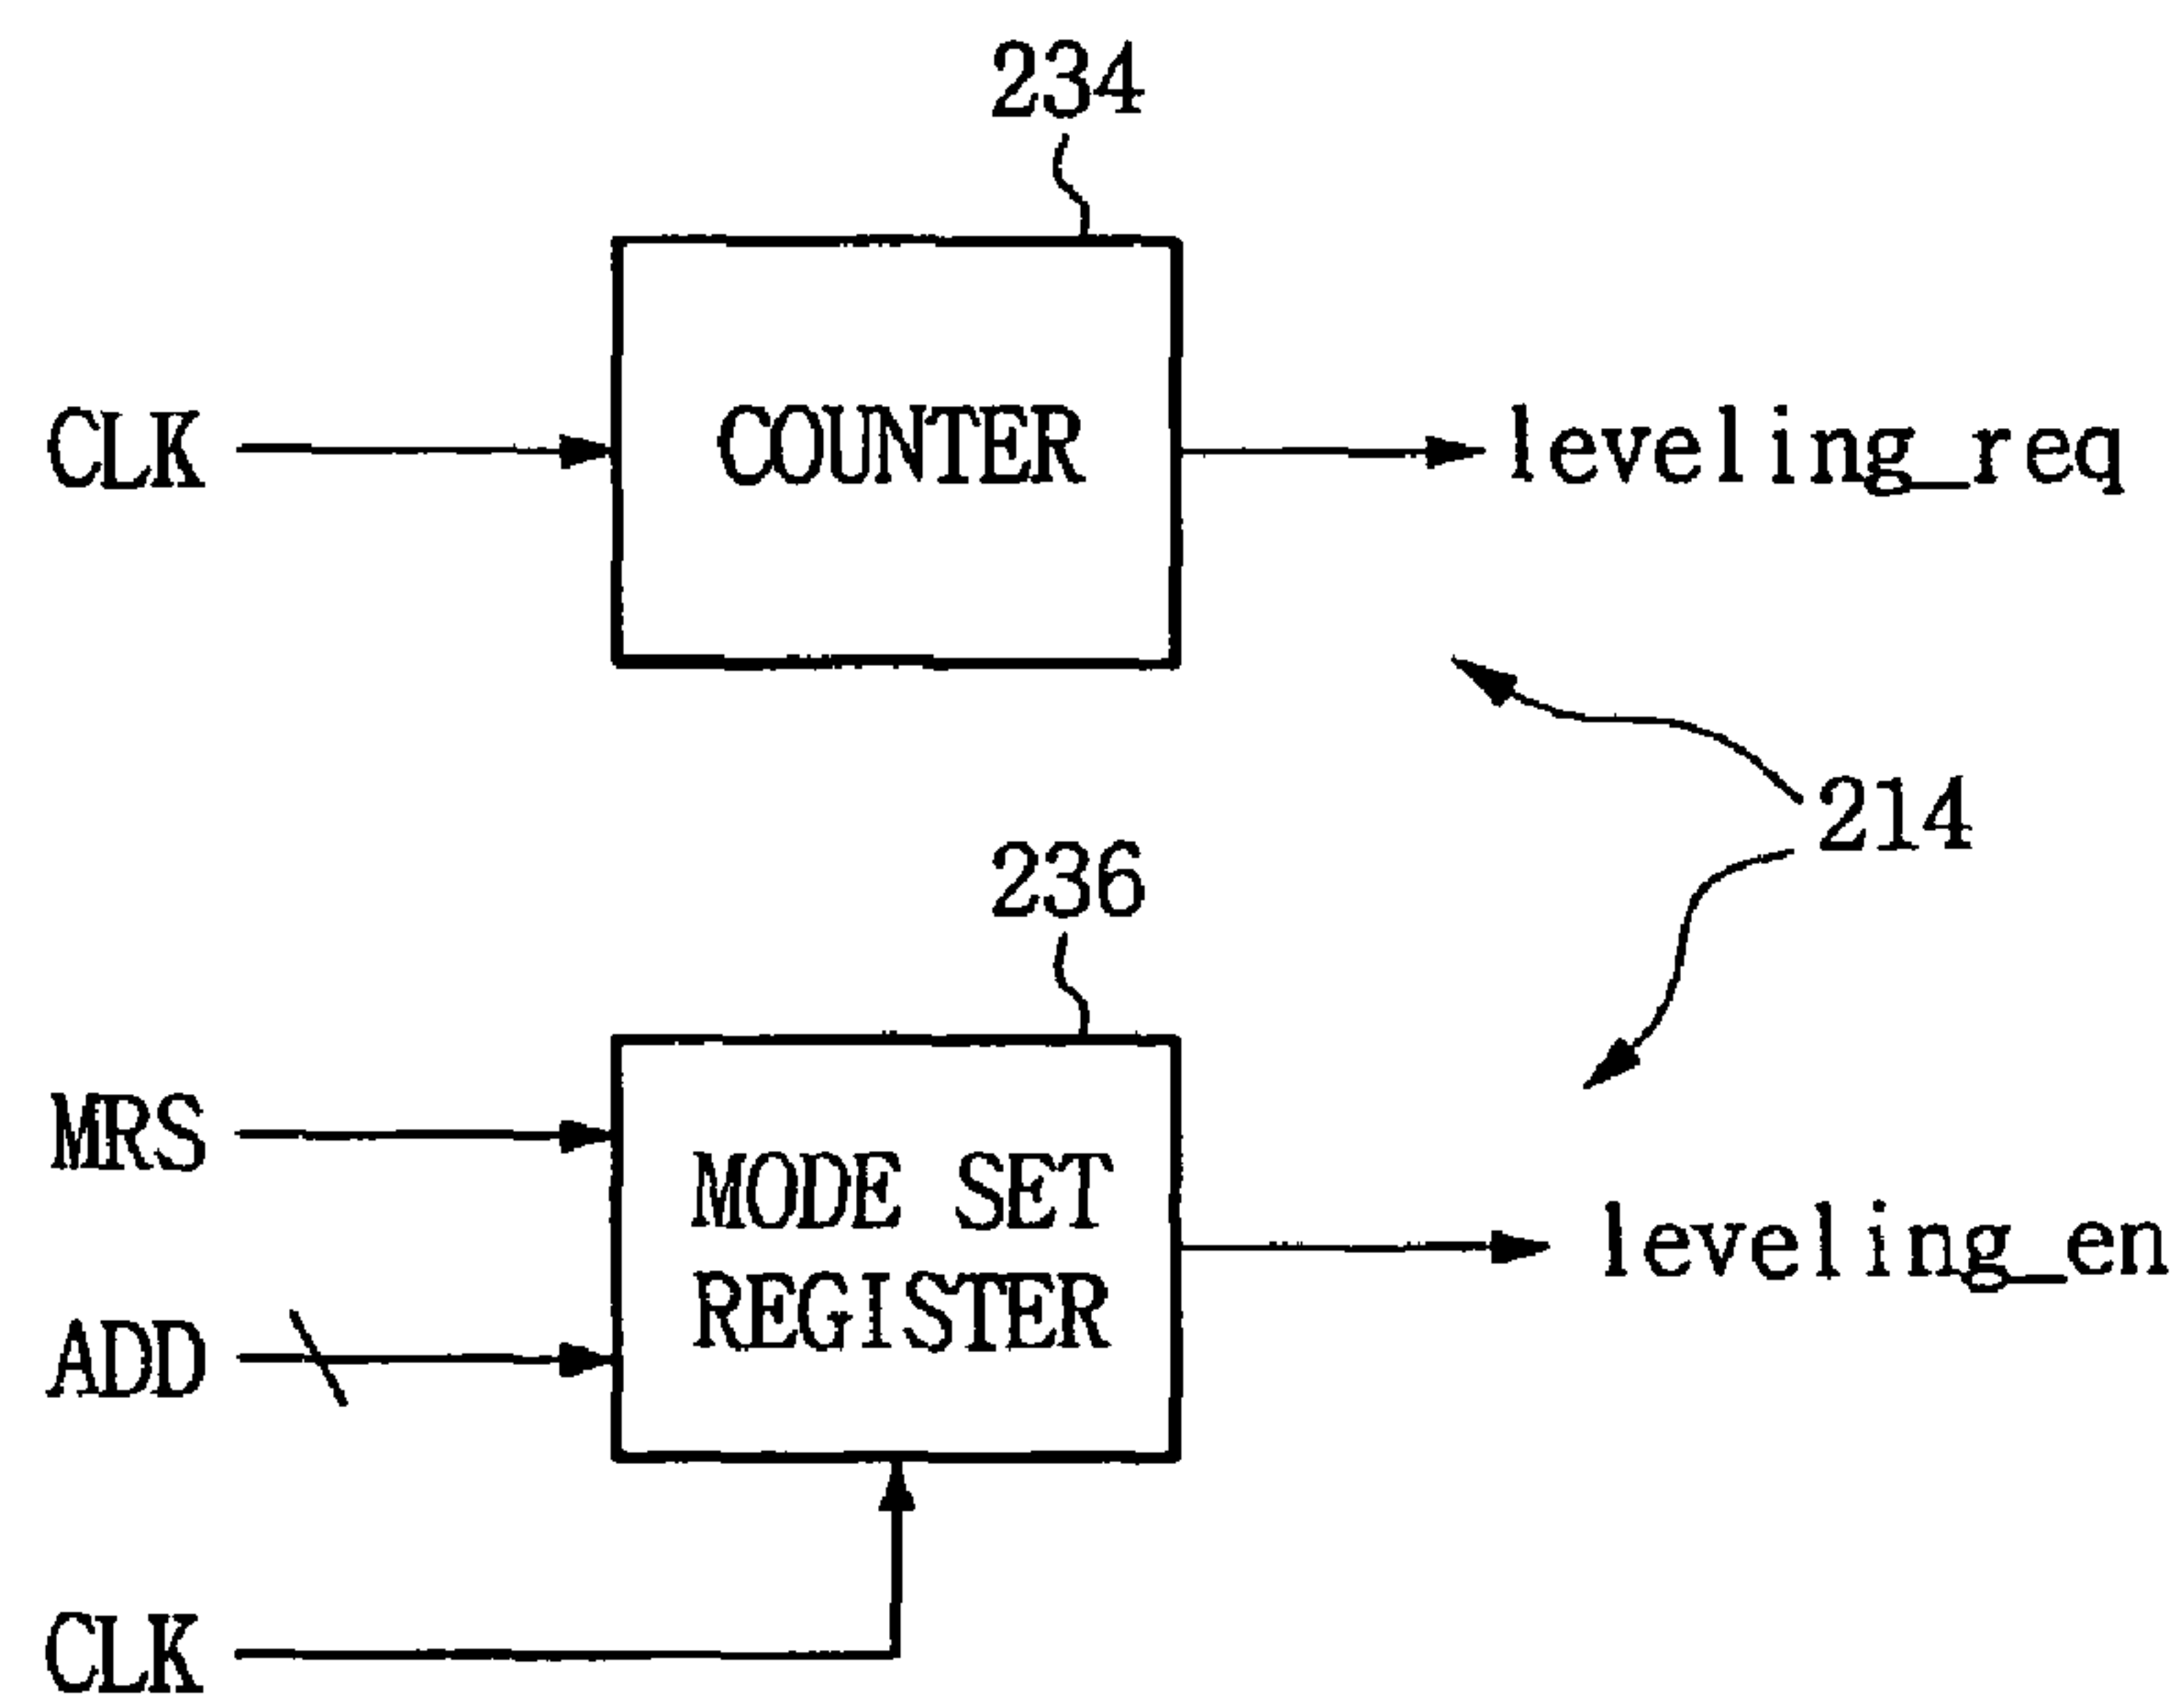 234
CLK
COUNTER
leveling_req
214
236
MRS
MODE SET
REGISTER
leveling_en
ADD
CLK